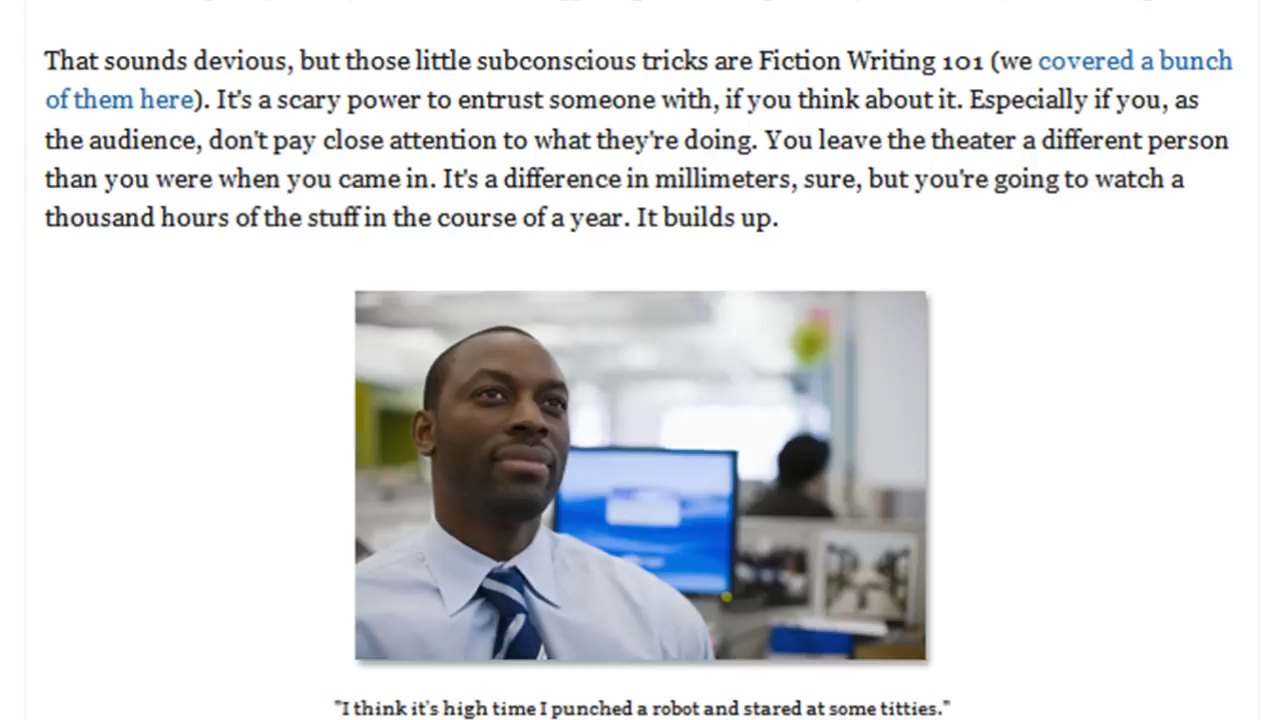 That sounds devious, but those little subconscious tricks are Fiction Writing 101 (we covered a bunch
of them here). It's a scary power to entrust someone with, if you think about it. Especially if you, as
the audience, don't pay close attention to what they're doing. You leave the theater a different person
than you were when you came in. It's a difference in millimeters, sure, but you're going to watch a
thousand hours of the stuff in the course of a year. It builds up.
"I think it's high time I punched a robot and stared at some titties."